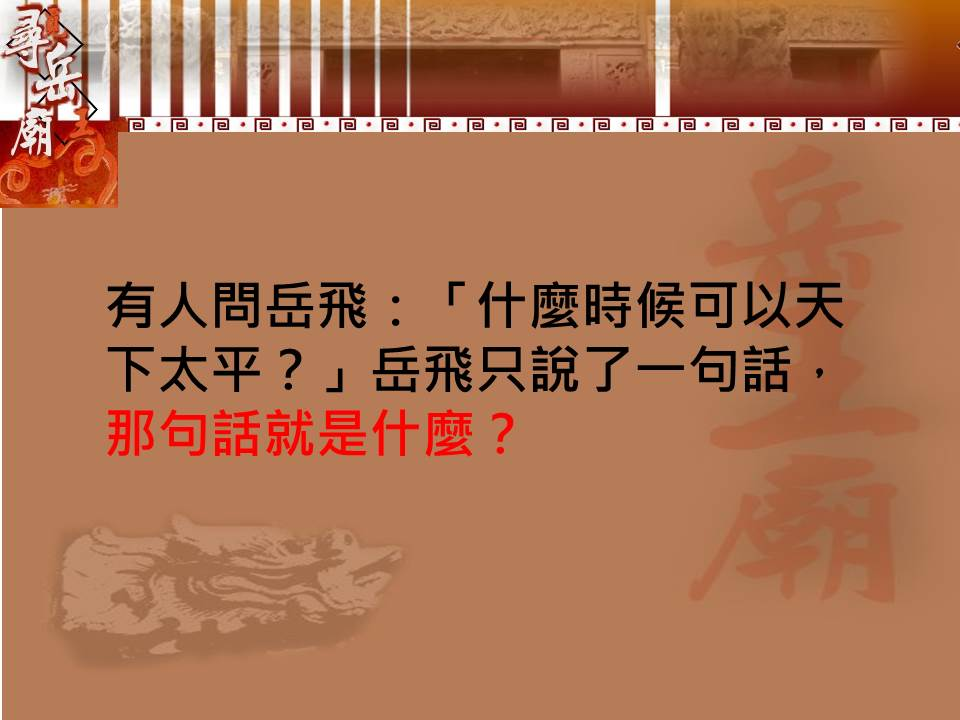 尋岳王廟
有人問岳飛：「什麼時候可以天
下太平？」岳飛只說了一句話，
那句話就是什麼？
岳王廟